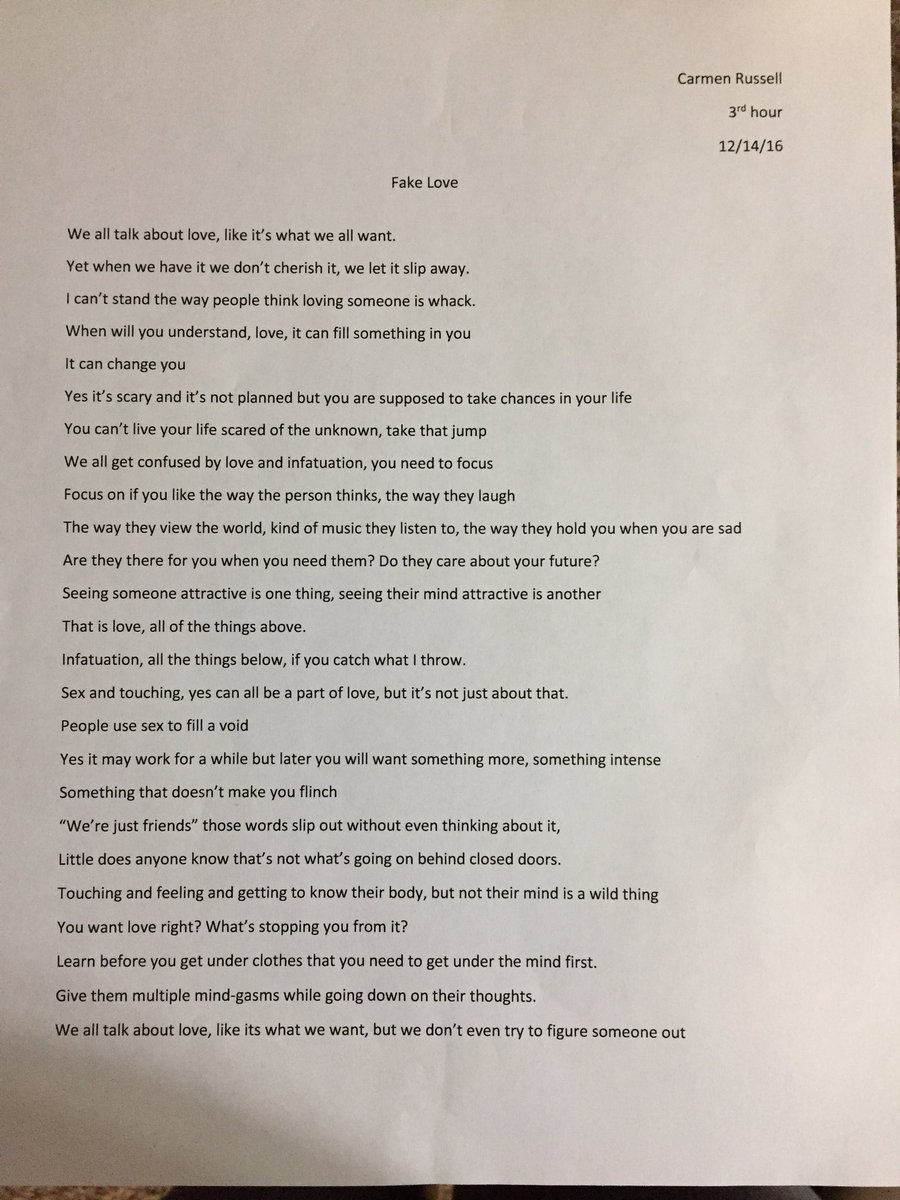 Carmen Russell
3rd hour
12/14/16
Fake Love
We all talk about love, like it's what we all want.
Yet when we have it we don't cherish it, we let it slip away.
I can't stand the way people think loving someone is whack.
When will you understand, love, it can fill something in you
It can change you
Yes it's scary and it's not planned but you are supposed to take chances in your life
You can't live your life scared of the unknown, take that jump
We all get confused by love and infatuation, you need to focus
Focus on if you like the way the person thinks, the way they laugh
The way they view the world, kind of music they listen to, the way they hold you when you are sad
Are they there for you when you need them? Do they care about your future?
Seeing someone attractive is one thing, seeing their mind attractive is another
That is love, all of the things above.
Infatuation, all the things below, if you catch what I throw.
Sex and touching, yes can all be a part of love, but it's not just about that.
People use sex to fill a void
Yes it may work for a while but later you will want something more, something intense
Something that doesn't make you flinch
“We're just friends” those words slip out without even thinking about it,
Little does anyone know that's not what's going on behind closed doors.
Touching and feeling and getting to know their body, but not their mind is a wild thing
You want love right? What's stopping you from it?
Learn before you get under clothes that you need to get under the mind first.
Give them multiple mind-gasms while going down on their thoughts.
We all talk about love, like its what we want, but we don't even try to figure someone out